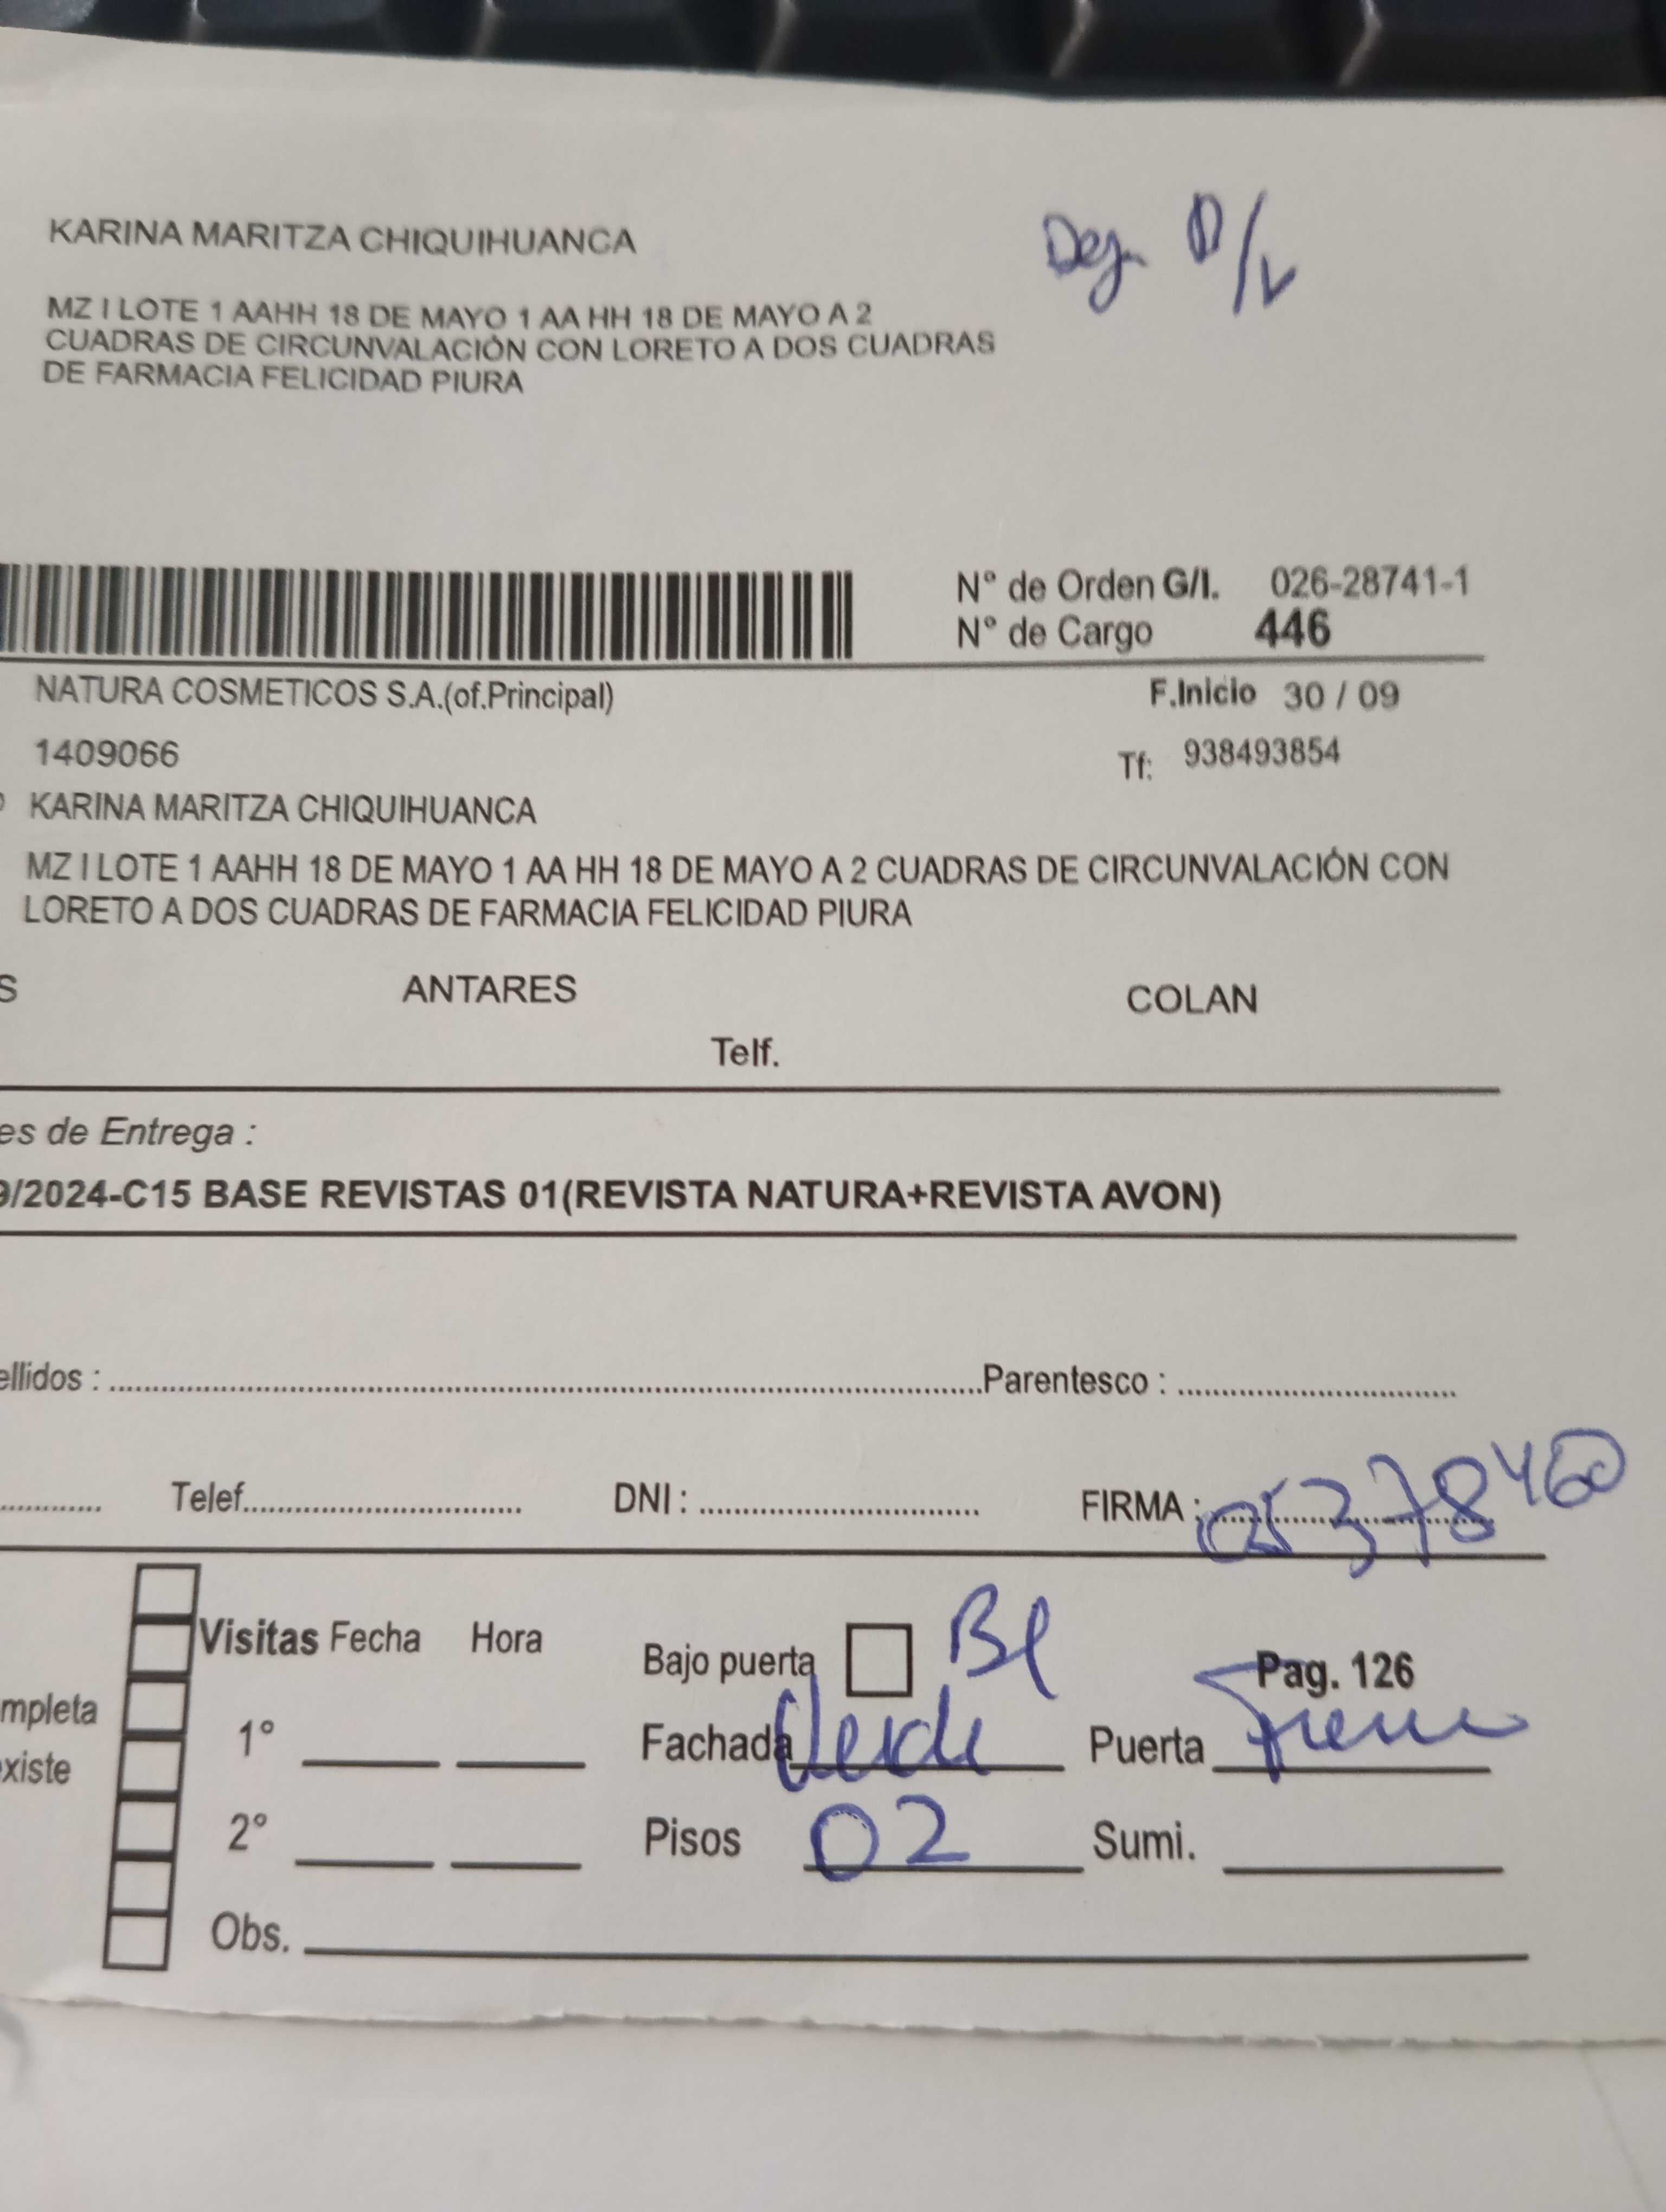 KARINA MARITZA CHIQUIHUANCA
MZ I LOTE 1 AAHH 18 DE MAYO 1 AA HH 18 DE MAYO A 2
CUADRAS DE CIRCUNVALACIÓN CON LORETO A DOS CUADRAS
DE FARMACIA FELICIDAD PIURA
N° de Orden G/I. 026-28741-1
N° de Cargo 446
NATURA COSMETICOS S.A.(of.Principal) F.Inicio 30 / 09
1409066 Tf: 938493854
KARINA MARITZA CHIQUIHUANCA
MZ I LOTE 1 AAHH 18 DE MAYO 1 AA HH 18 DE MAYO A 2 CUADRAS DE CIRCUNVALACIÓN CON
LORETO A DOS CUADRAS DE FARMACIA FELICIDAD PIURA
S ANTARES COLAN
Telf.
es de Entrega :
9/2024-C15 BASE REVISTAS 01(REVISTA NATURA+REVISTA AVON)
ellidos : Parentesco :
Telef. DNI : FIRMA :
Visitas Fecha Hora Bajo puerta Pag. 126
mpleta 1° Fachada Verde Puerta
xiste
2° Pisos 02 Sumi.
Obs.